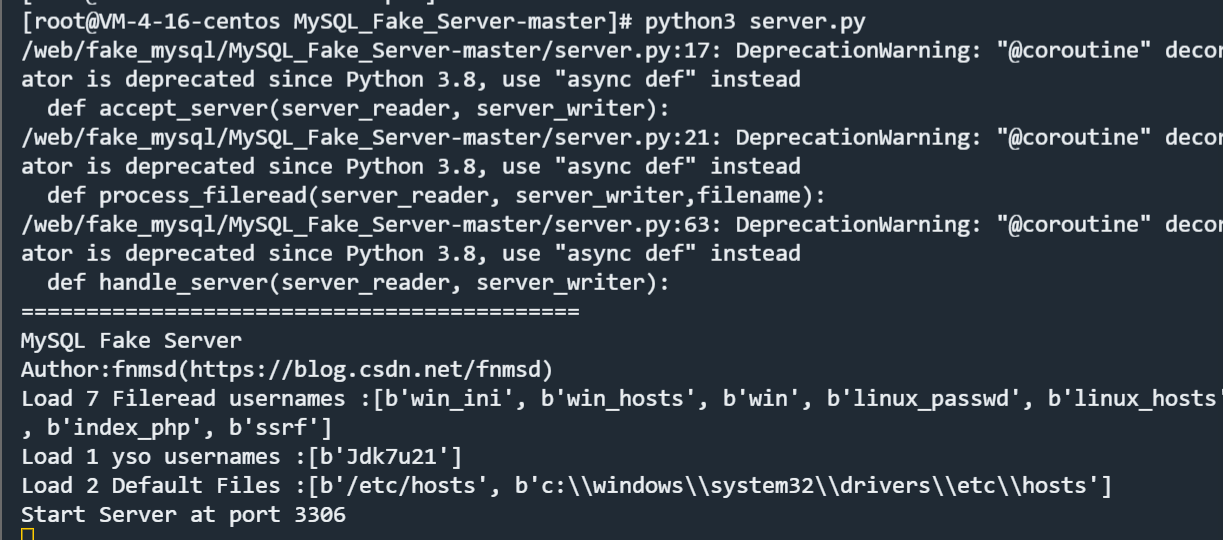 [root@VM-4-16-centos MySQL_Fake_Server-master]# python3 server.py
/web/fake_mysql/MySQL_Fake_Server-master/server.py:17: DeprecationWarning: "@coroutine" decor
ator is deprecated since Python 3.8, use "async def" instead
  def accept_server(server_reader, server_writer):
/web/fake_mysql/MySQL_Fake_Server-master/server.py:21: DeprecationWarning: "@coroutine" decor
ator is deprecated since Python 3.8, use "async def" instead
  def process_fileread(server_reader, server_writer,filename):
/web/fake_mysql/MySQL_Fake_Server-master/server.py:63: DeprecationWarning: "@coroutine" decor
ator is deprecated since Python 3.8, use "async def" instead
  def handle_server(server_reader, server_writer):
===========================================
MySQL Fake Server
Author:fnmsd(https://blog.csdn.net/fnmsd)
Load 7 Fileread usernames :[b'win_ini', b'win_hosts', b'win', b'linux_passwd', b'linux_hosts'
, b'index_php', b'ssrf']
Load 1 yso usernames :[b'Jdk7u21']
Load 2 Default Files :[b'/etc/hosts', b'c:\\windows\\system32\\drivers\\etc\\hosts']
Start Server at port 3306